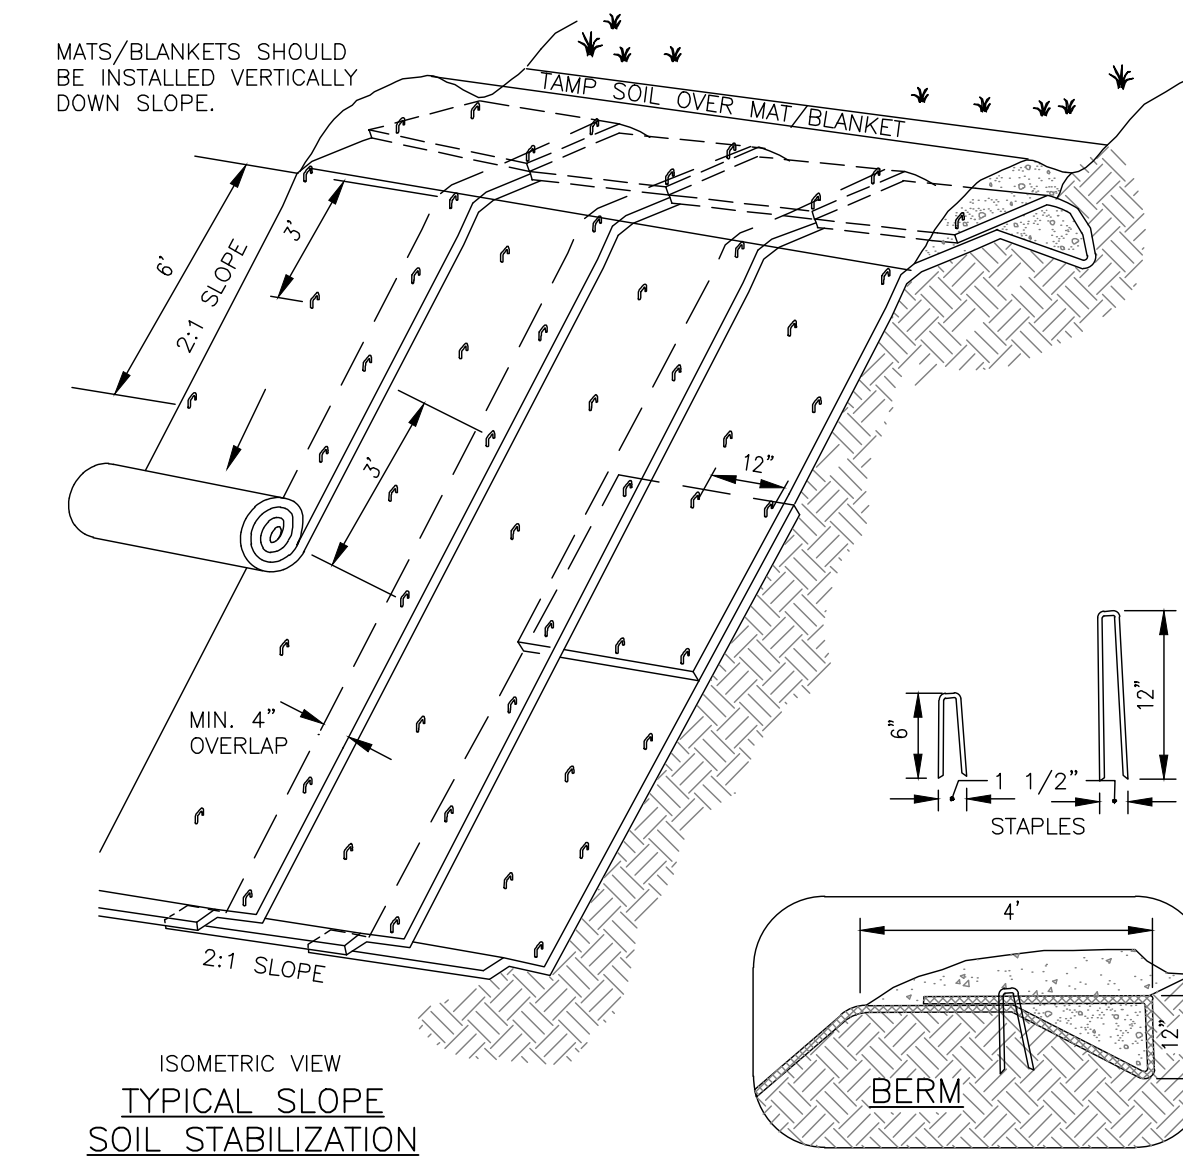 MATS/BLANKETS SHOULD
BE INSTALLED VERTICALLY
DOWN SLOPE.
TAMP SOIL OVER MAT/BLANKET
3'
6'
2:1 SLOPE
3'
12"
MIN. 4"
OVERLAP
2:1 SLOPE
6"
12"
1 1/2"
STAPLES
4'
12"
BERM
ISOMETRIC VIEW
TYPICAL SLOPE
SOIL STABILIZATION